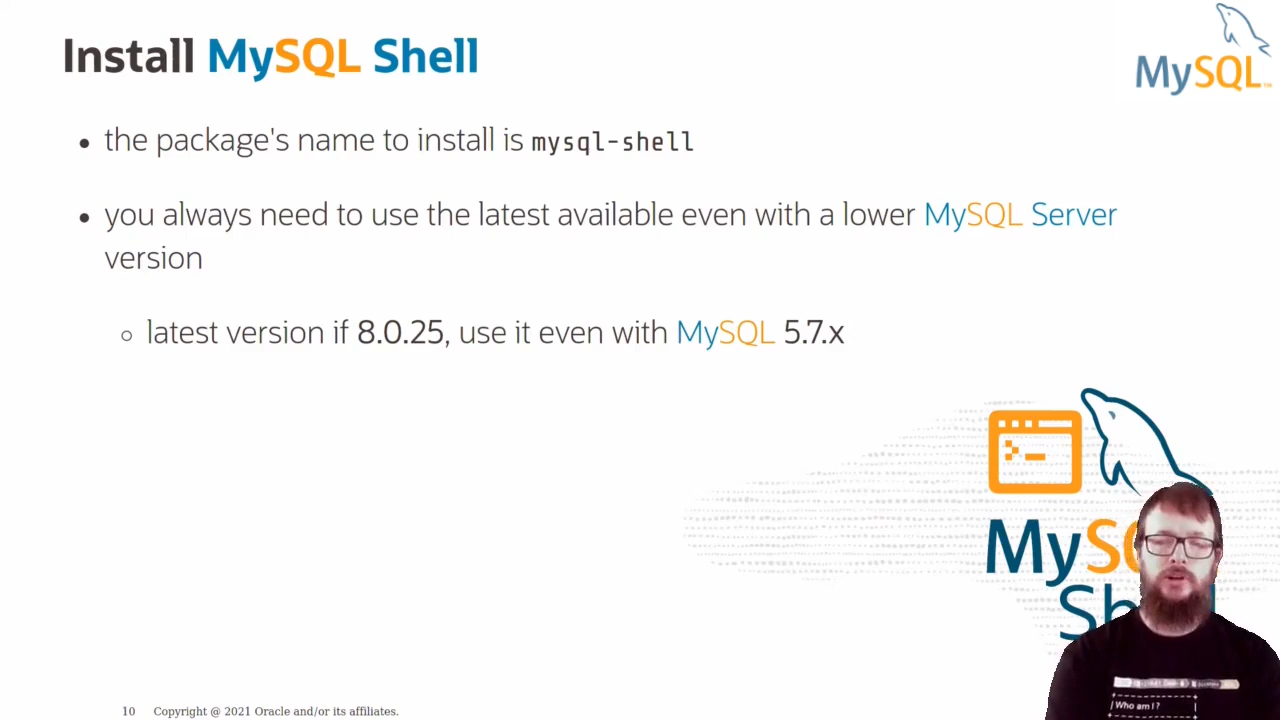 Install MySQL Shell
MySQL
the package's name to install is mysql-shell
you always need to use the latest available even with a lower MySQL Server
version
latest version if 8.0.25, use it even with MySQL 5.7.x
Who am I ?
10 Copyright @ 2021 Oracle and/or its affiliates.